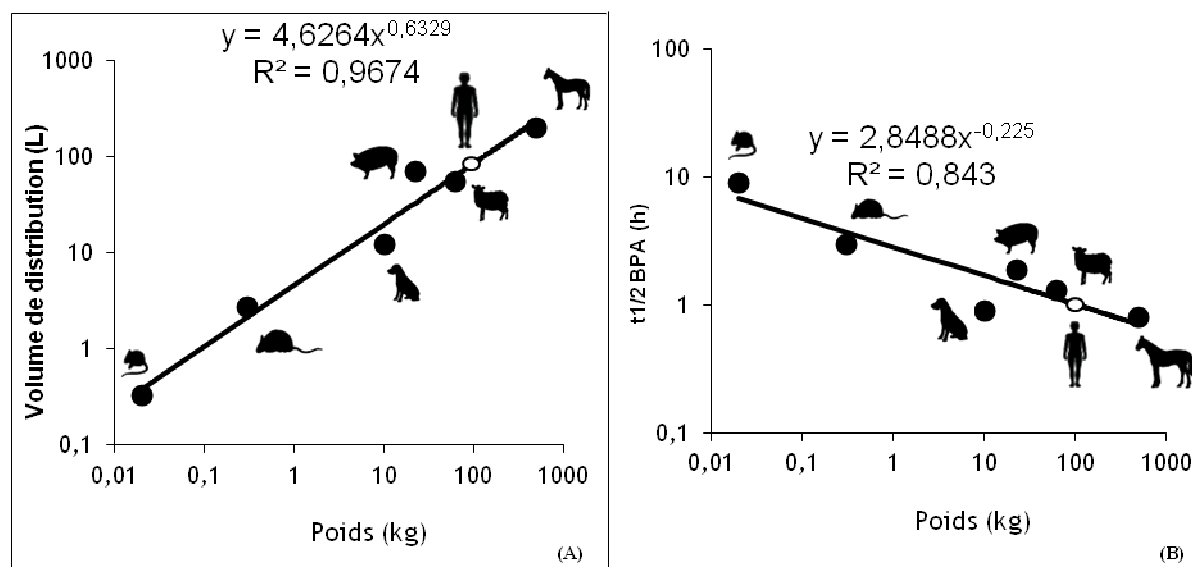 y = 4,6264x^0,6329
R² = 0,9674
Volume de distribution (L)
1000
100
10
1
0,1
0,01 0,1 1 10 100 1000
Poids (kg)
(A)
y = 2,8488x^-0,225
R² = 0,843
t1/2 BPA (h)
100
10
1
0,1
0,01 0,1 1 10 100 1000
Poids (kg)
(B)